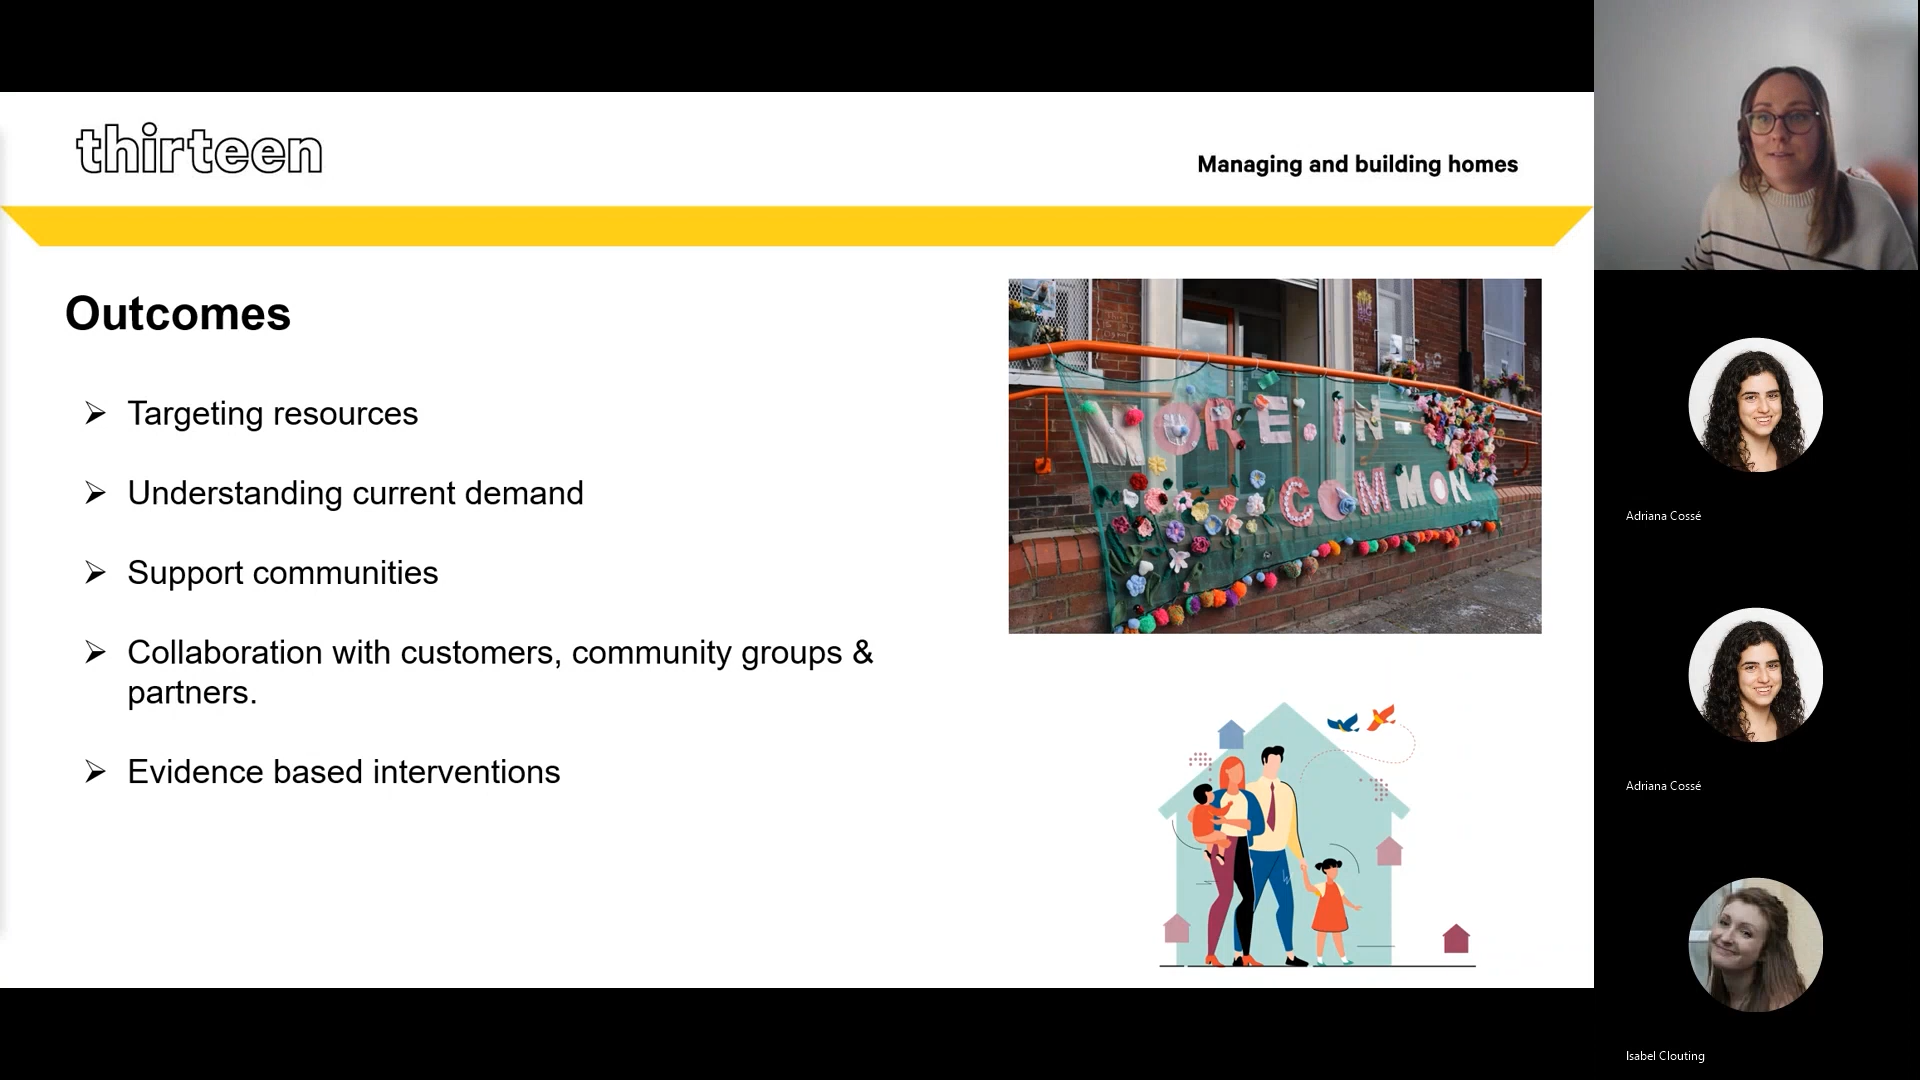 thirteen
Managing and building homes
Outcomes
➢ Targeting resources
➢ Understanding current demand
➢ Support communities
➢ Collaboration with customers, community groups &
partners.
➢ Evidence based interventions
MORE.IN-
COMMON
Adriana Cossé
Adriana Cossé
Isabel Clouting